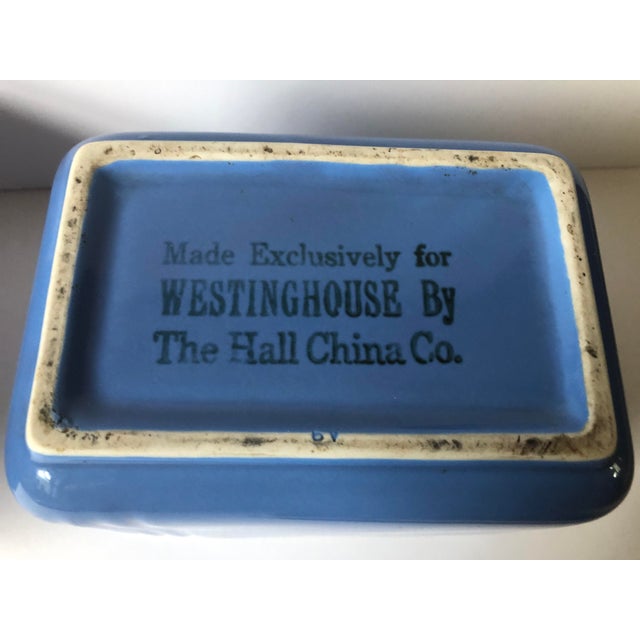 Made Exclusively for
WESTINGHOUSE By
The Hall China Co.